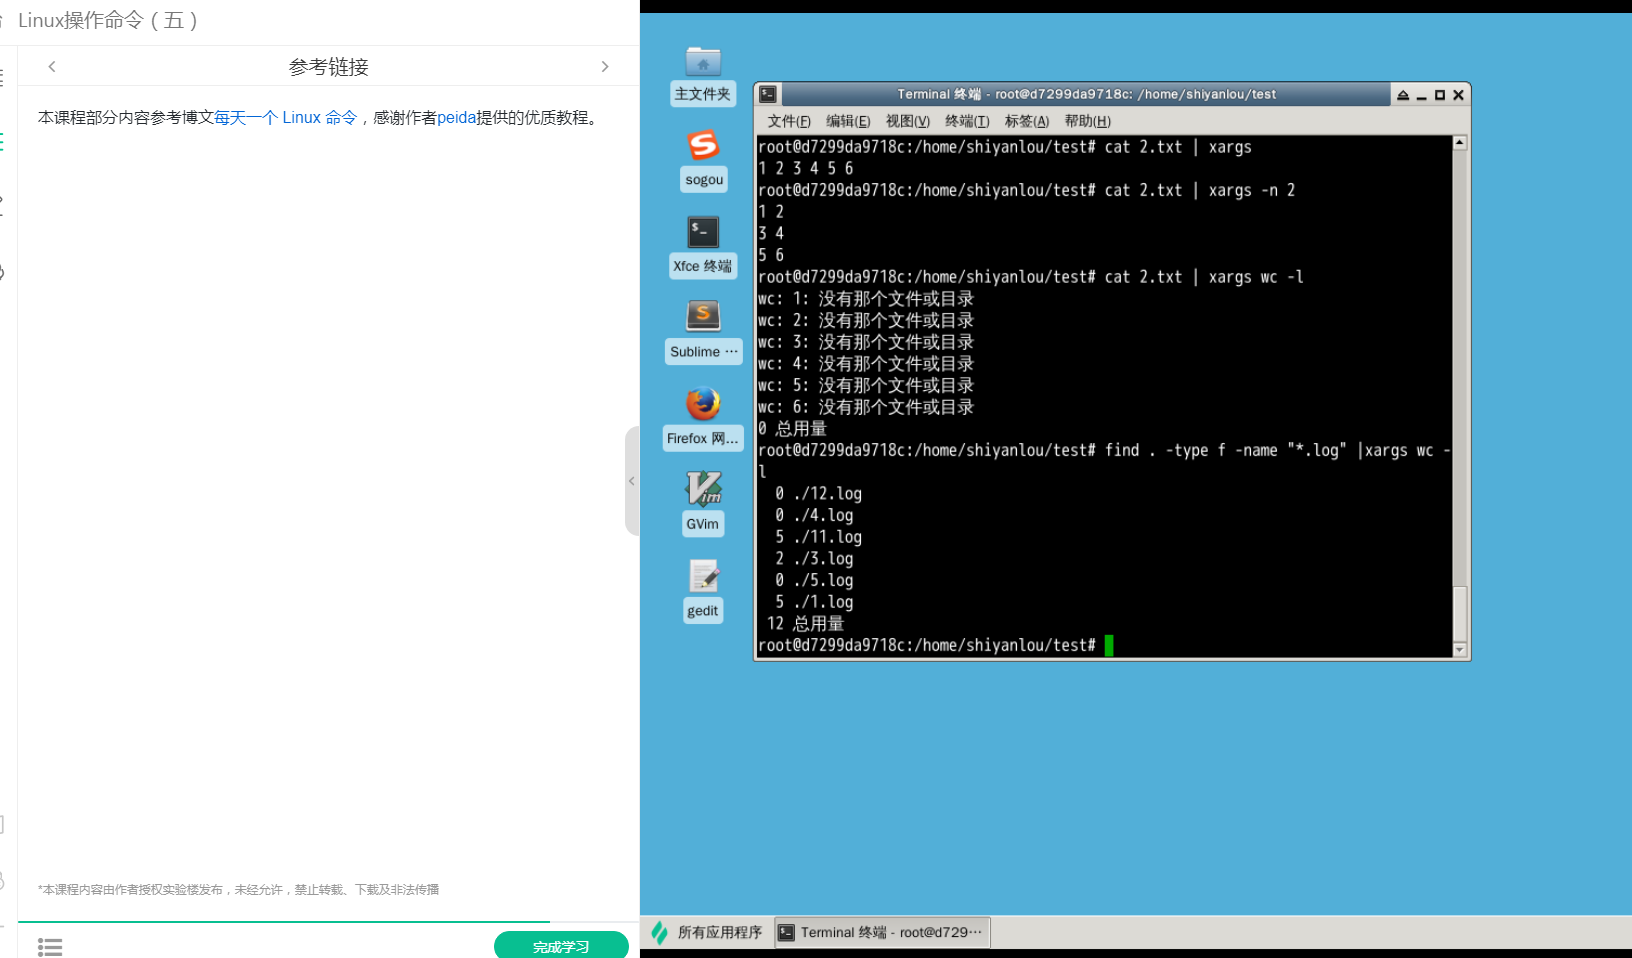 Linux操作命令（五）
参考链接
本课程部分内容参考博文每天一个 Linux 命令，感谢作者peida提供的优质教程。
*本课程内容由作者授权实验楼发布，未经允许，禁止转载、下载及非法传播
完成学习
主文件夹
sogou
Xfce 终端
Sublime ···
Firefox 网...
GVim
gedit
Terminal 终端 - root@d7299da9718c: /home/shiyanlou/test
文件(F) 编辑(E) 视图(V) 终端(T) 标签(A) 帮助(H)
root@d7299da9718c:/home/shiyanlou/test# cat 2.txt | xargs
1 2 3 4 5 6
root@d7299da9718c:/home/shiyanlou/test# cat 2.txt | xargs -n 2
1 2
3 4
5 6
root@d7299da9718c:/home/shiyanlou/test# cat 2.txt | xargs wc -l
wc: 1: 没有那个文件或目录
wc: 2: 没有那个文件或目录
wc: 3: 没有那个文件或目录
wc: 4: 没有那个文件或目录
wc: 5: 没有那个文件或目录
wc: 6: 没有那个文件或目录
0 总用量
root@d7299da9718c:/home/shiyanlou/test# find . -type f -name "*.log" |xargs wc -
l
0 ./12.log
0 ./4.log
5 ./11.log
2 ./3.log
0 ./5.log
5 ./1.log
12 总用量
root@d7299da9718c:/home/shiyanlou/test#
所有应用程序
Terminal 终端 - root@d729···